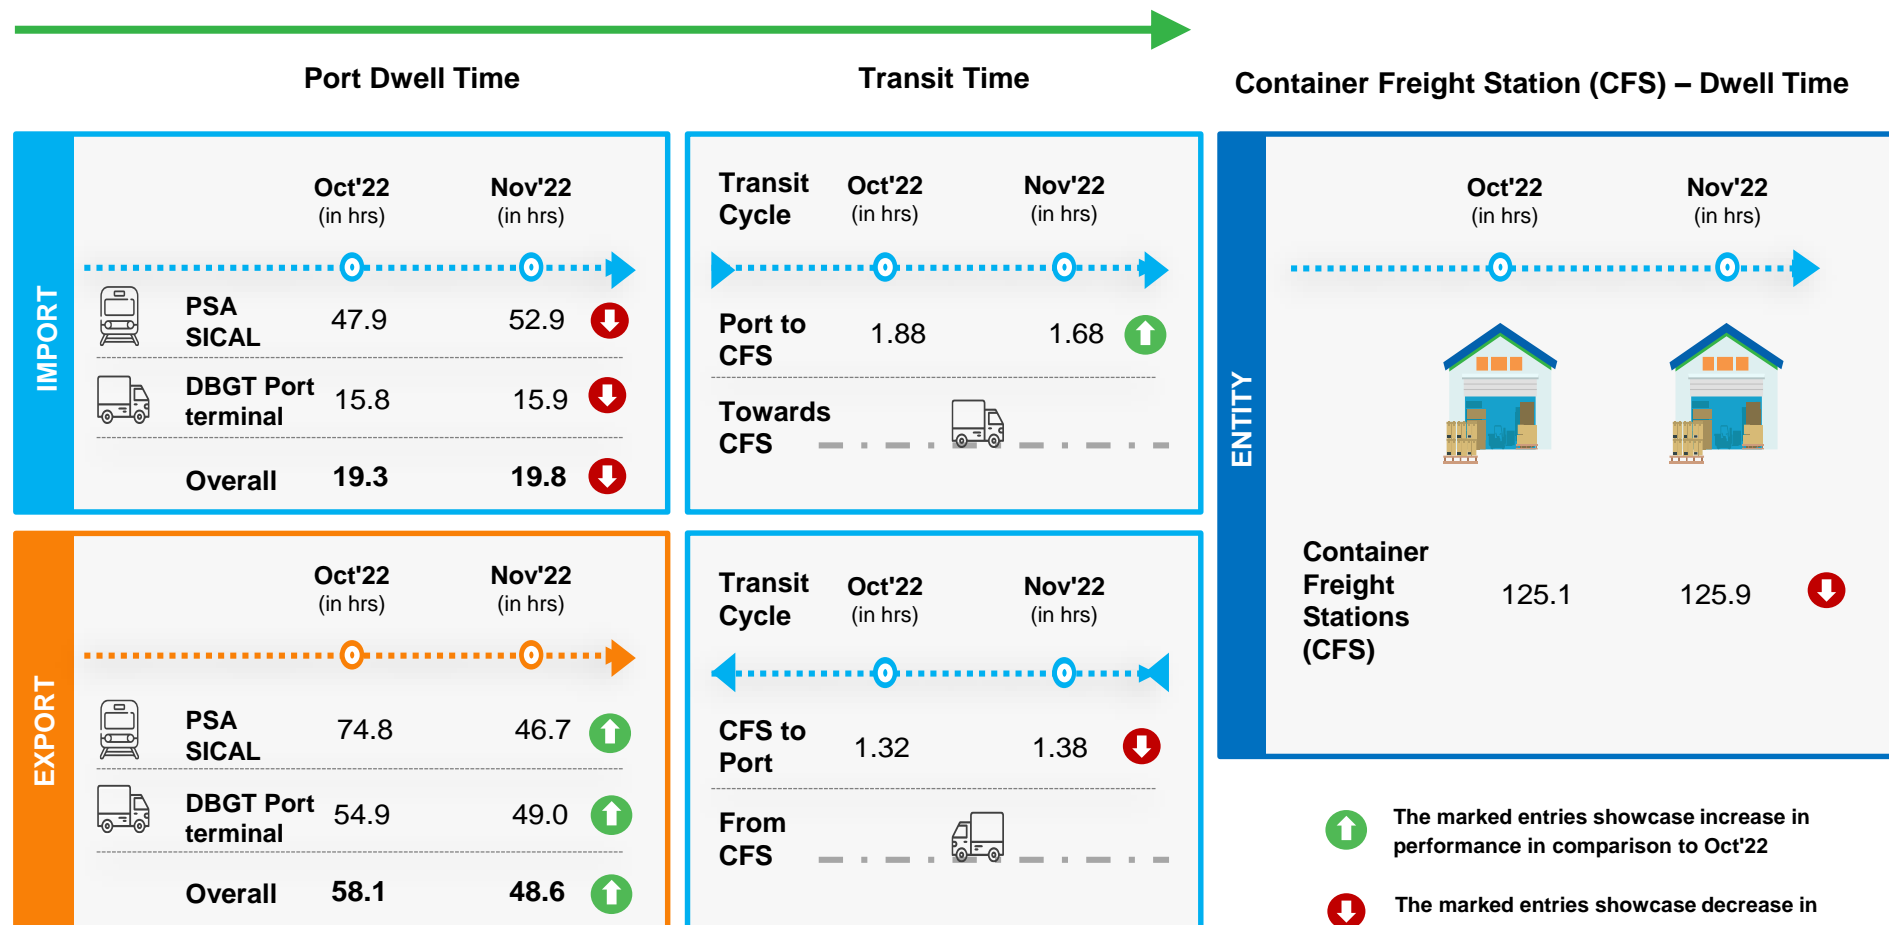 Port Dwell Time
Transit Time
Container Freight Station (CFS) – Dwell Time
IMPORT
Oct'22 Nov'22
(in hrs) (in hrs)
PSA
SICAL
47.9 52.9
DBGT Port
terminal
15.8 15.9
Overall 19.3 19.8
Transit
Cycle
Oct'22 Nov'22
(in hrs) (in hrs)
Port to
CFS
1.88 1.68
Towards
CFS
ENTITY
Oct'22 Nov'22
(in hrs) (in hrs)
Container
Freight
Stations
(CFS)
125.1 125.9
EXPORT
Oct'22 Nov'22
(in hrs) (in hrs)
PSA
SICAL
74.8 46.7
DBGT Port
terminal
54.9 49.0
Overall 58.1 48.6
Transit
Cycle
Oct'22 Nov'22
(in hrs) (in hrs)
CFS to
Port
1.32 1.38
From
CFS
The marked entries showcase increase in
performance in comparison to Oct'22
The marked entries showcase decrease in